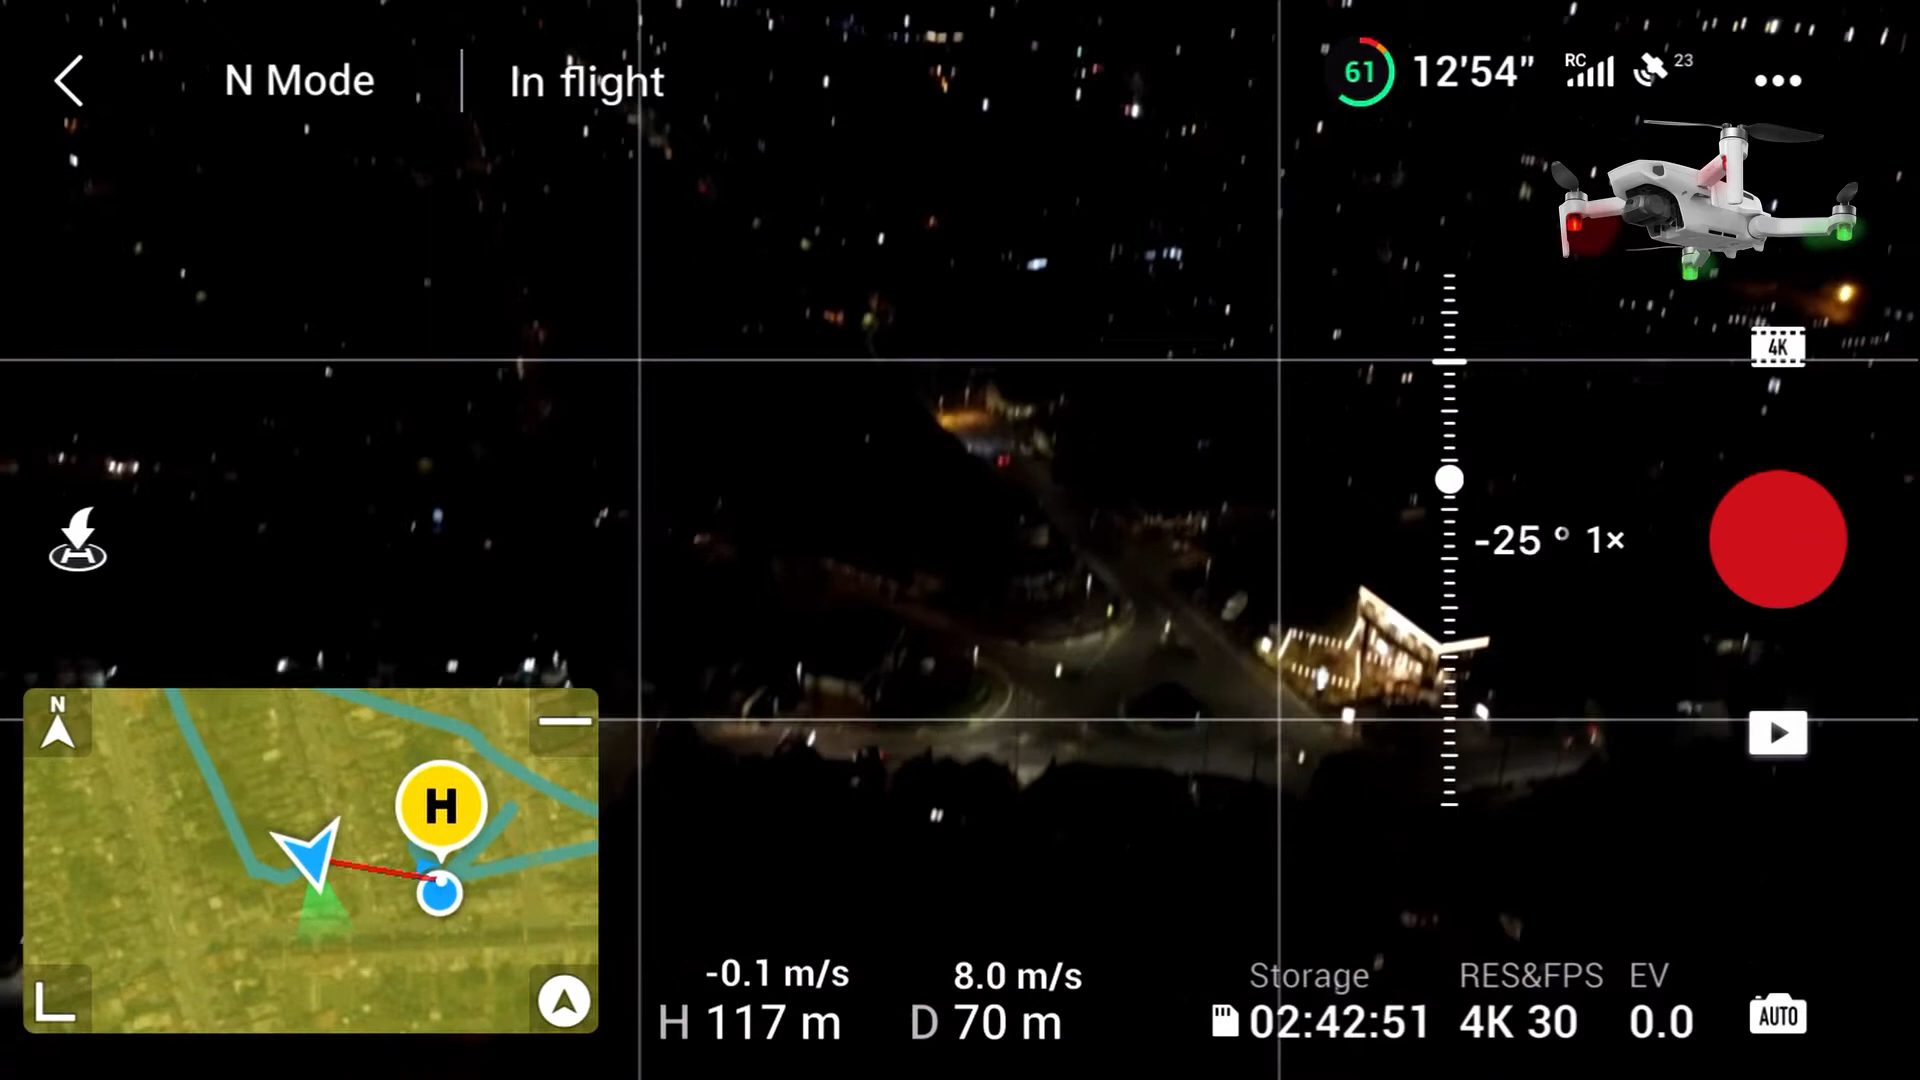 N Mode
In flight
61
12'54"
RC
23
4K
-25 ° 1×
N
H
-0.1 m/s
8.0 m/s
H 117 m
D 70 m
Storage
02:42:51
RES&FPS
4K 30
EV
0.0
AUTO